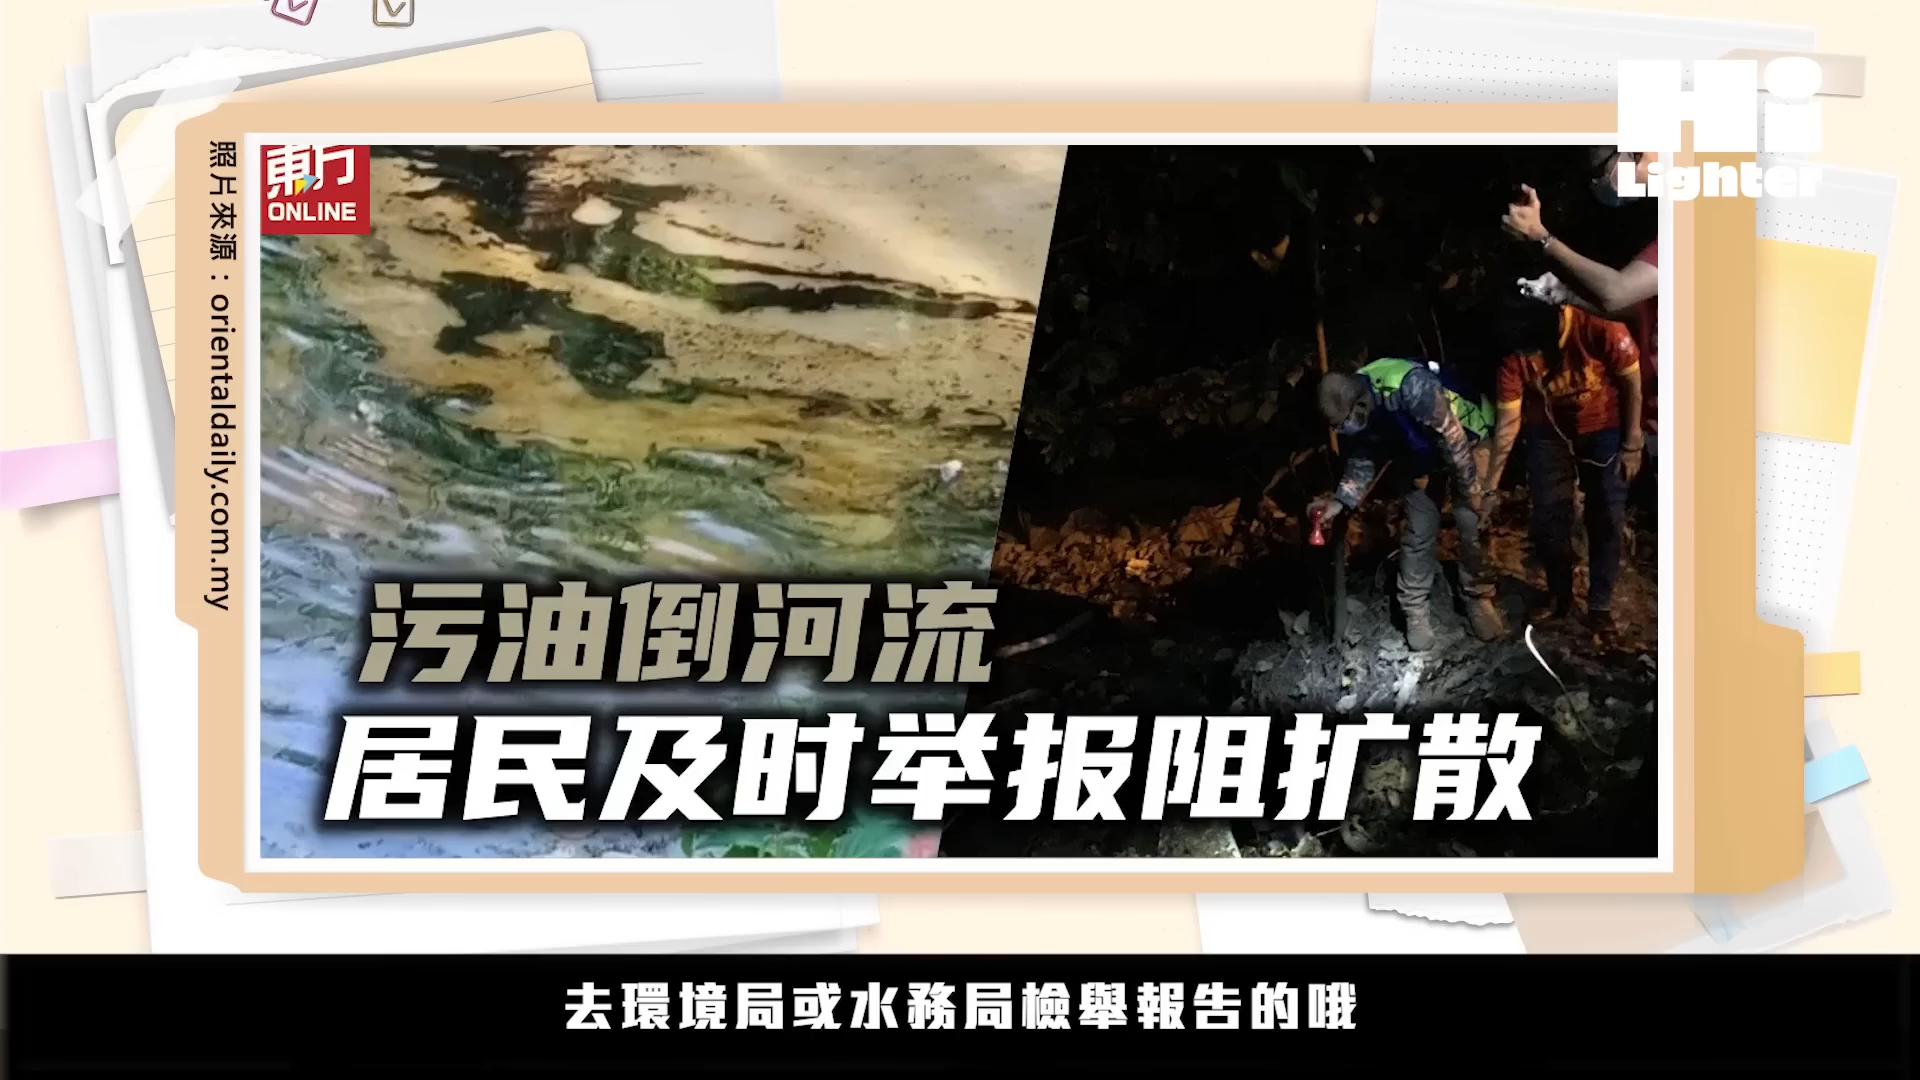 Hi
Lighter
照片來源：orientaldaily.com.my
東方
ONLINE
污油倒河流
居民及时举报阻扩散
去環境局或水務局檢舉報告的哦